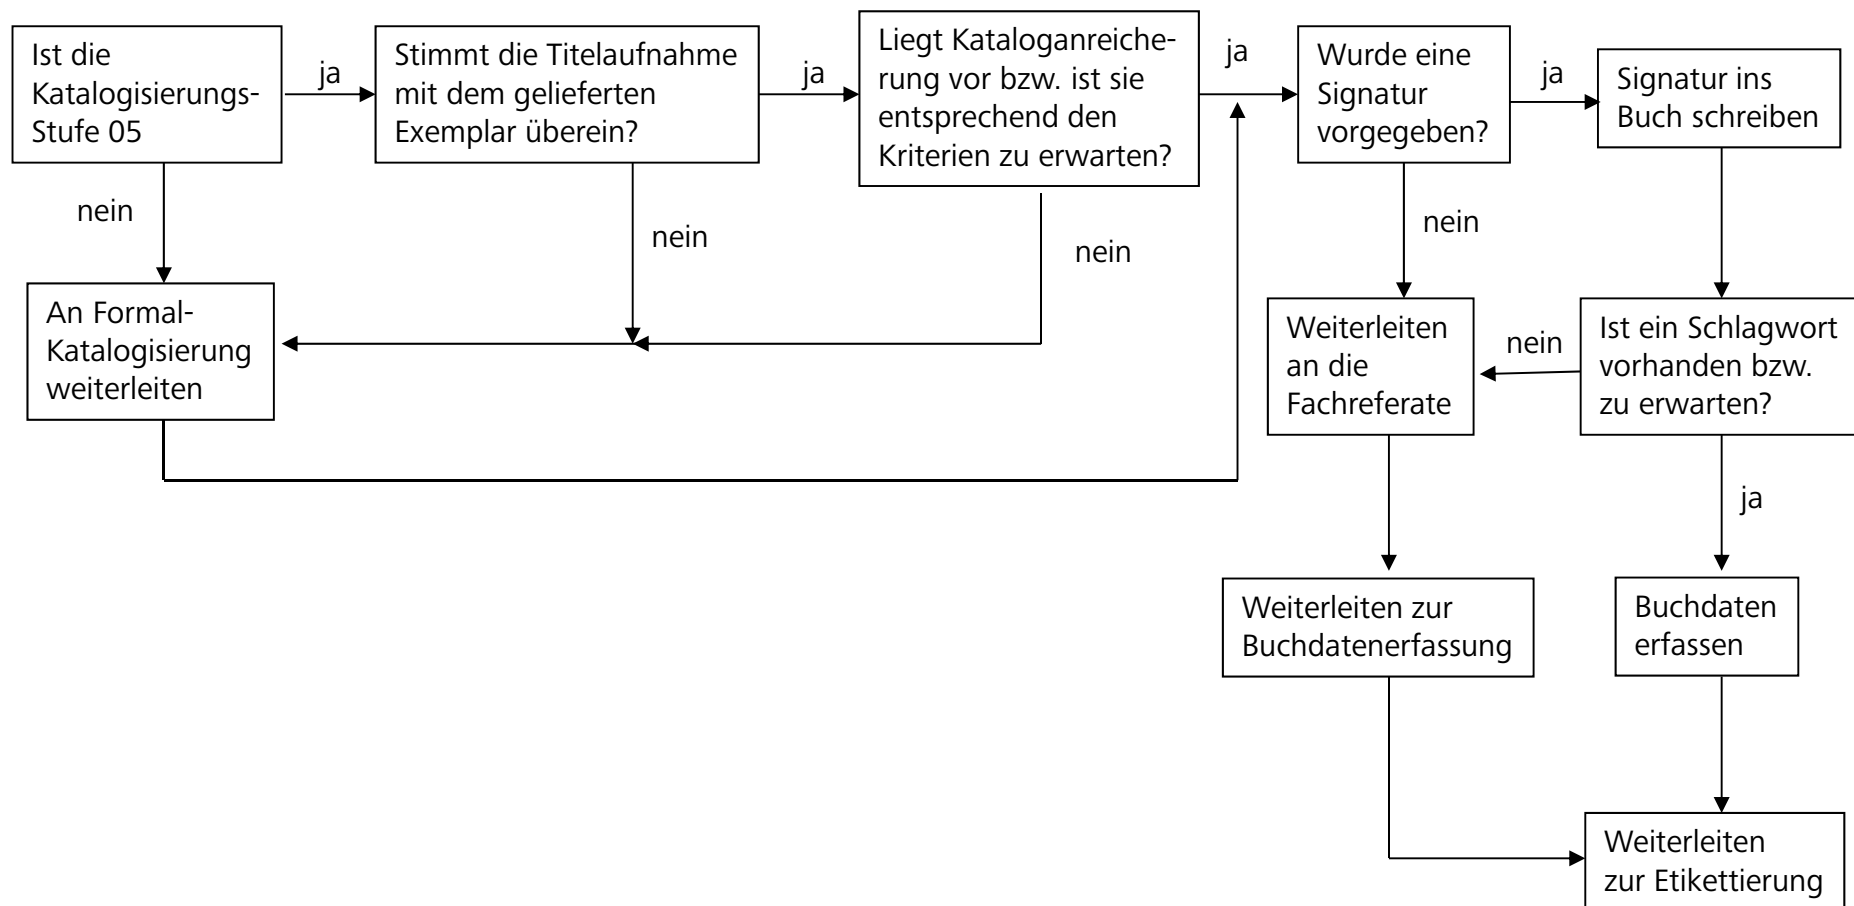 Ist die
Katalogisierungs-
Stufe 05
ja
Stimmt die Titelaufnahme
mit dem gelieferten
Exemplar überein?
ja
Liegt Kataloganreiche-
rung vor bzw. ist sie
entsprechend den
Kriterien zu erwarten?
ja
Wurde eine
Signatur
vorgegeben?
ja
Signatur ins
Buch schreiben
nein
nein
nein
nein
An Formal-
Katalogisierung
weiterleiten
Weiterleiten
an die
Fachreferate
nein
Ist ein Schlagwort
vorhanden bzw.
zu erwarten?
ja
Weiterleiten zur
Buchdatenerfassung
Buchdaten
erfassen
Weiterleiten
zur Etikettierung